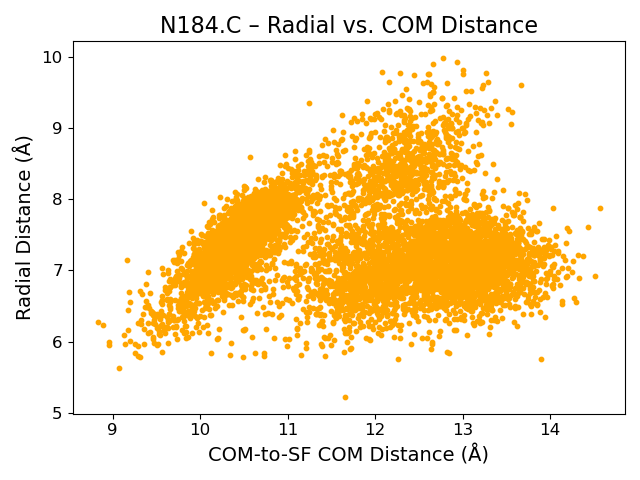 N184.C – Radial vs. COM Distance
Radial Distance (Å)
10
9
8
7
6
5
9 10 11 12 13 14
COM-to-SF COM Distance (Å)